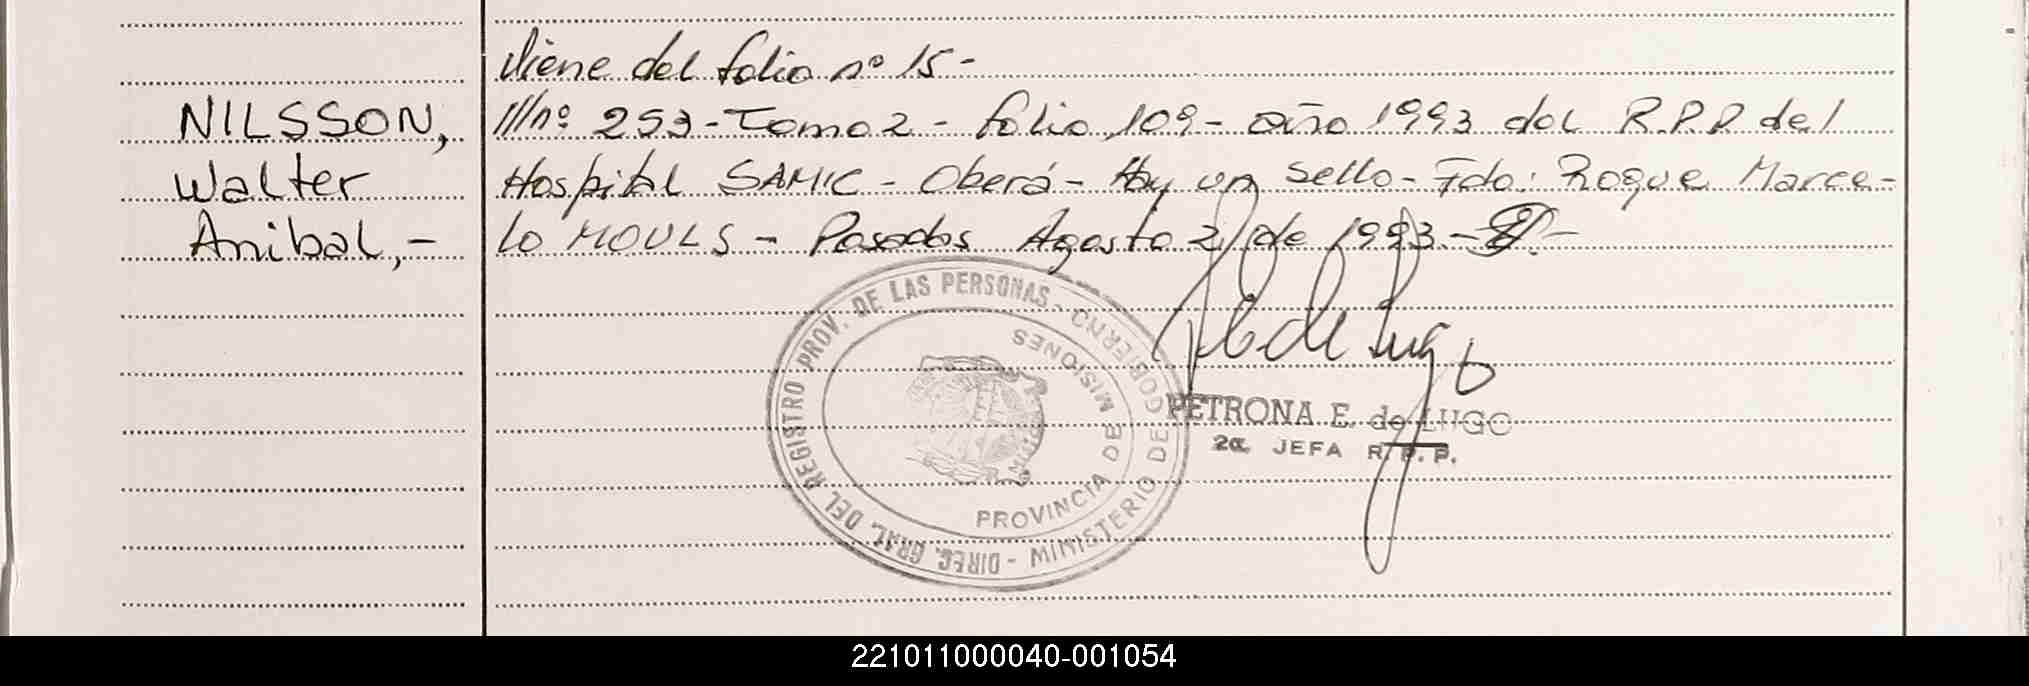 Viene del folio nº 15-
NILSSON,
Walter
Anibal,-
///nº 253-Tomo 2 - folio 109 - año 1993 del R.P.P. del
Hospital SAMIC - Oberá - Hay un sello - Fdo: Roque Marce-
lo MOULS - Posadas Agosto 2 de 1993.-
DIREC. GRAL. DEL REGISTRO PROV. DE LAS PERSONAS - MINISTERIO DE GOBIERNO
PROVINCIA DE MISIONES
P. de Lugo
PETRONA E. de LUGO
2a. JEFA R.P.P.
221011000040-001054